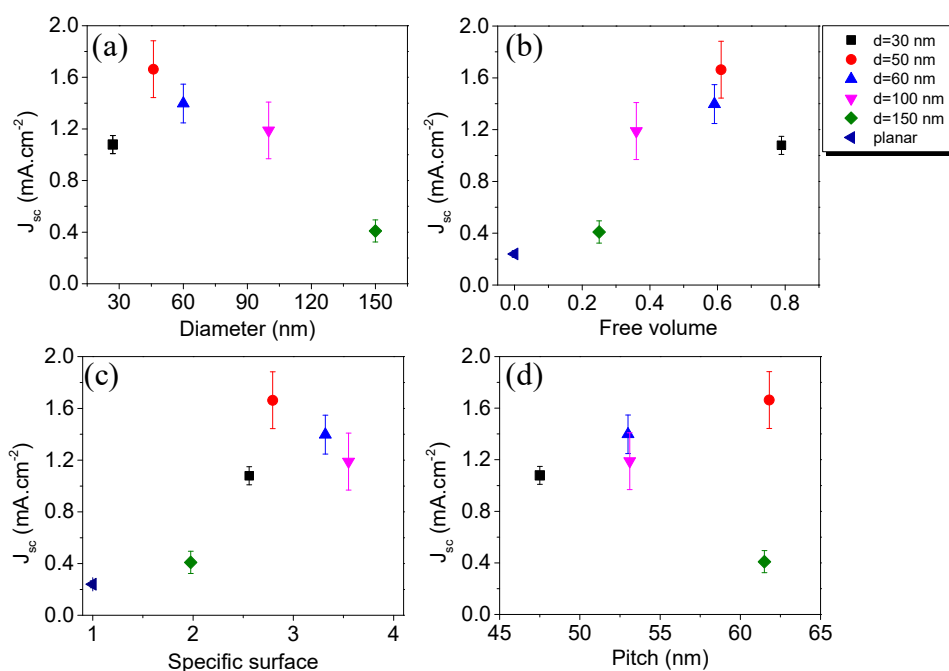 (a)
2.0
1.6
1.2
0.8
0.4
0.0
J_sc (mA.cm⁻²)
30 60 90 120 150
Diameter (nm)
(b)
2.0
1.6
1.2
0.8
0.4
0.0
J_sc (mA.cm⁻²)
0.0 0.2 0.4 0.6 0.8
Free volume
d=30 nm
d=50 nm
d=60 nm
d=100 nm
d=150 nm
planar
(c)
2.0
1.6
1.2
0.8
0.4
0.0
J_sc (mA.cm⁻²)
1 2 3 4
Specific surface
(d)
2.0
1.6
1.2
0.8
0.4
0.0
J_sc (mA.cm⁻²)
45 50 55 60 65
Pitch (nm)